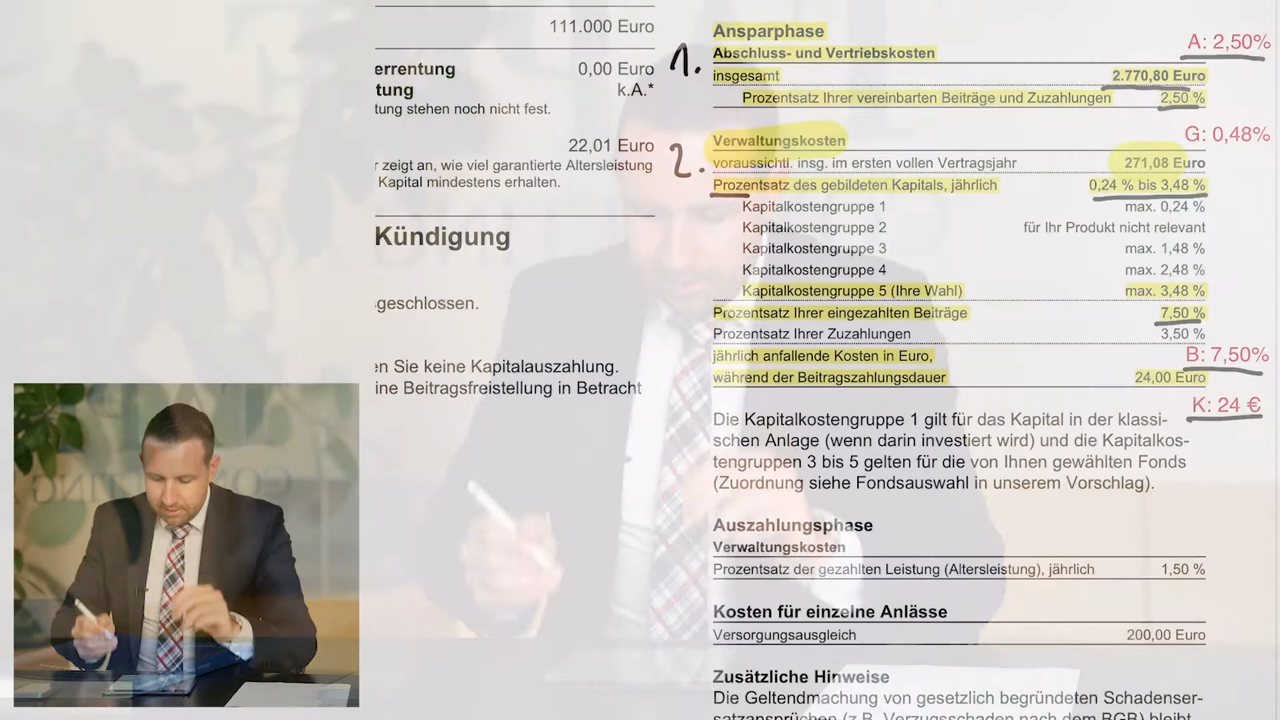 111.000 Euro
errentung 0,00 Euro
tung k.A.*
tung stehen noch nicht fest.
22,01 Euro
r zeigt an, wie viel garantierte Altersleistung
Kapital mindestens erhalten.
Kündigung
geschlossen.
en Sie keine Kapitalauszahlung.
ine Beitragsfreistellung in Betracht
1.
Ansparphase
A: 2,50%
Abschluss- und Vertriebskosten
insgesamt 2.770,80 Euro
Prozentsatz Ihrer vereinbarten Beiträge und Zuzahlungen 2,50 %
G: 0,48%
2.
Verwaltungskosten
voraussichtl. insg. im ersten vollen Vertragsjahr 271,08 Euro
Prozentsatz des gebildeten Kapitals, jährlich 0,24 % bis 3,48 %
Kapitalkostengruppe 1 max. 0,24 %
Kapitalkostengruppe 2 für Ihr Produkt nicht relevant
Kapitalkostengruppe 3 max. 1,48 %
Kapitalkostengruppe 4 max. 2,48 %
Kapitalkostengruppe 5 (Ihre Wahl) max. 3,48 %
Prozentsatz Ihrer eingezahlten Beiträge 7,50 %
Prozentsatz Ihrer Zuzahlungen 3,50 %
B: 7,50%
jährlich anfallende Kosten in Euro,
während der Beitragszahlungsdauer 24,00 Euro
K: 24 €
Die Kapitalkostengruppe 1 gilt für das Kapital in der klassi-
schen Anlage (wenn darin investiert wird) und die Kapitalkos-
tengruppen 3 bis 5 gelten für die von Ihnen gewählten Fonds
(Zuordnung siehe Fondsauswahl in unserem Vorschlag).
Auszahlungsphase
Verwaltungskosten
Prozentsatz der gezahlten Leistung (Altersleistung), jährlich 1,50 %
Kosten für einzelne Anlässe
Versorgungsausgleich 200,00 Euro
Zusätzliche Hinweise
Die Geltendmachung von gesetzlich begründeten Schadenser-
satzansprüchen (z.B. Verzugsschaden nach dem BGB) bleibt